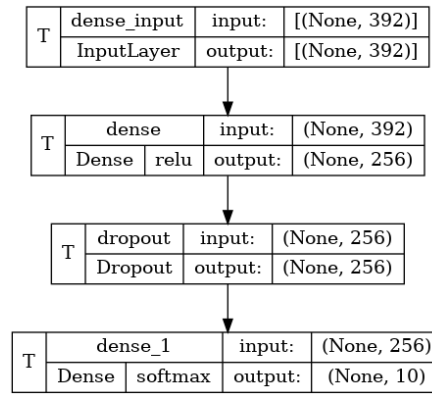 T dense_input input: [(None, 392)]
InputLayer output: [(None, 392)]
T dense input: (None, 392)
Dense relu output: (None, 256)
T dropout input: (None, 256)
Dropout output: (None, 256)
T dense_1 input: (None, 256)
Dense softmax output: (None, 10)